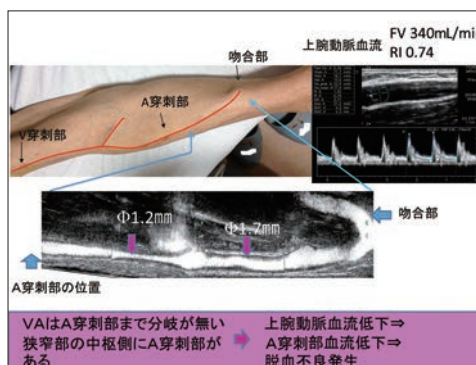 上腕動脈血流
FV 340mL/mi
RI 0.74
吻合部
A穿刺部
V穿刺部
Φ1.2mm
Φ1.7mm
吻合部
A穿刺部の位置
VAはA穿刺部まで分岐が無い
狭窄部の中枢側にA穿刺部が
ある
上腕動脈血流低下⇒
A穿刺部血流低下⇒
脱血不良発生